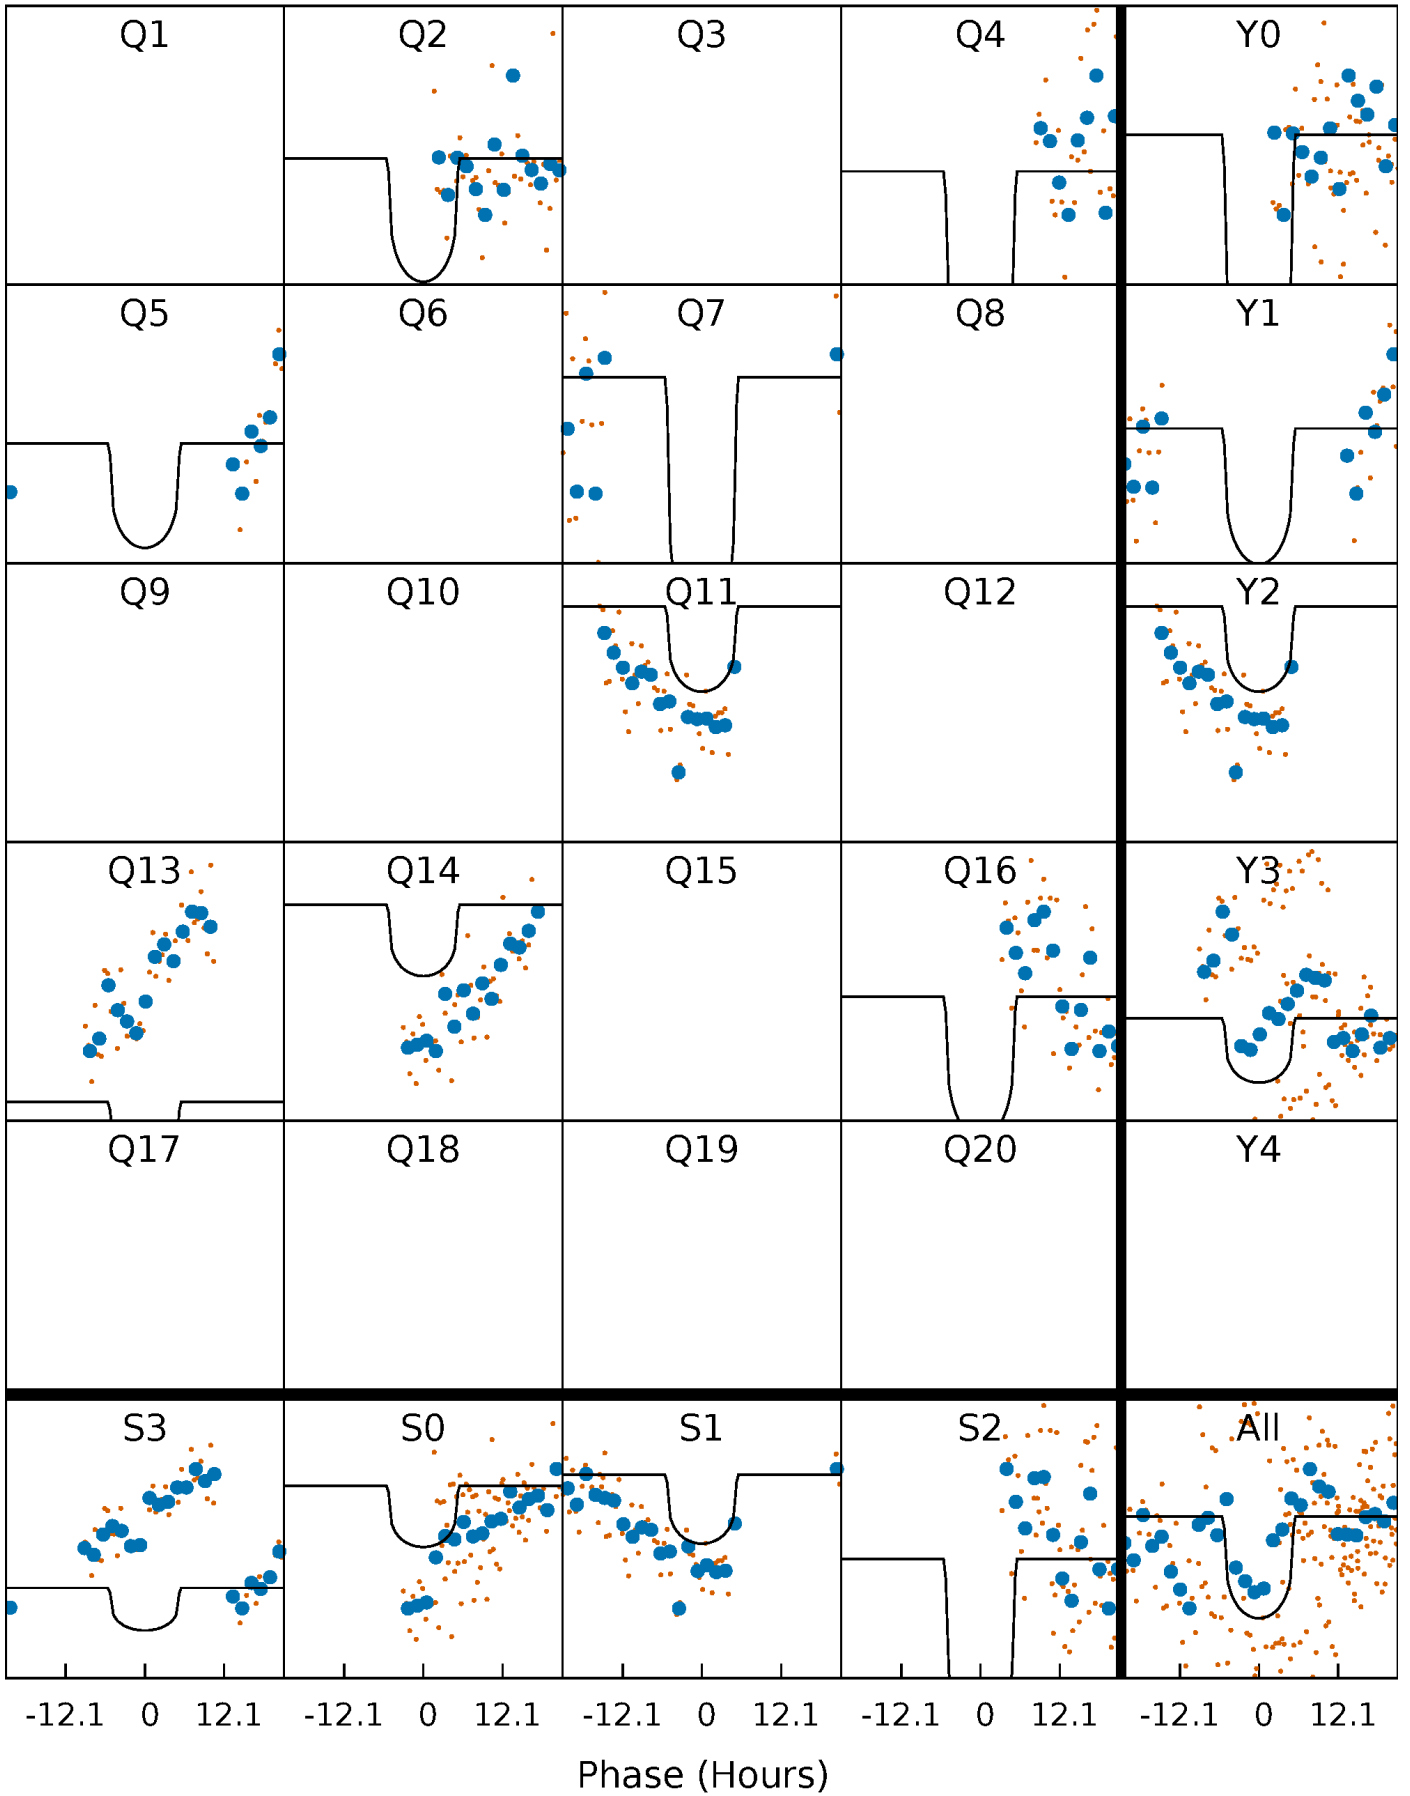 Q1 Q2 Q3 Q4 Y0
Q5 Q6 Q7 Q8 Y1
Q9 Q10 Q11 Q12 Y2
Q13 Q14 Q15 Q16 Y3
Q17 Q18 Q19 Q20 Y4
S3 S0 S1 S2 All
-12.1 0 12.1 -12.1 0 12.1 -12.1 0 12.1 -12.1 0 12.1 -12.1 0 12.1
Phase (Hours)